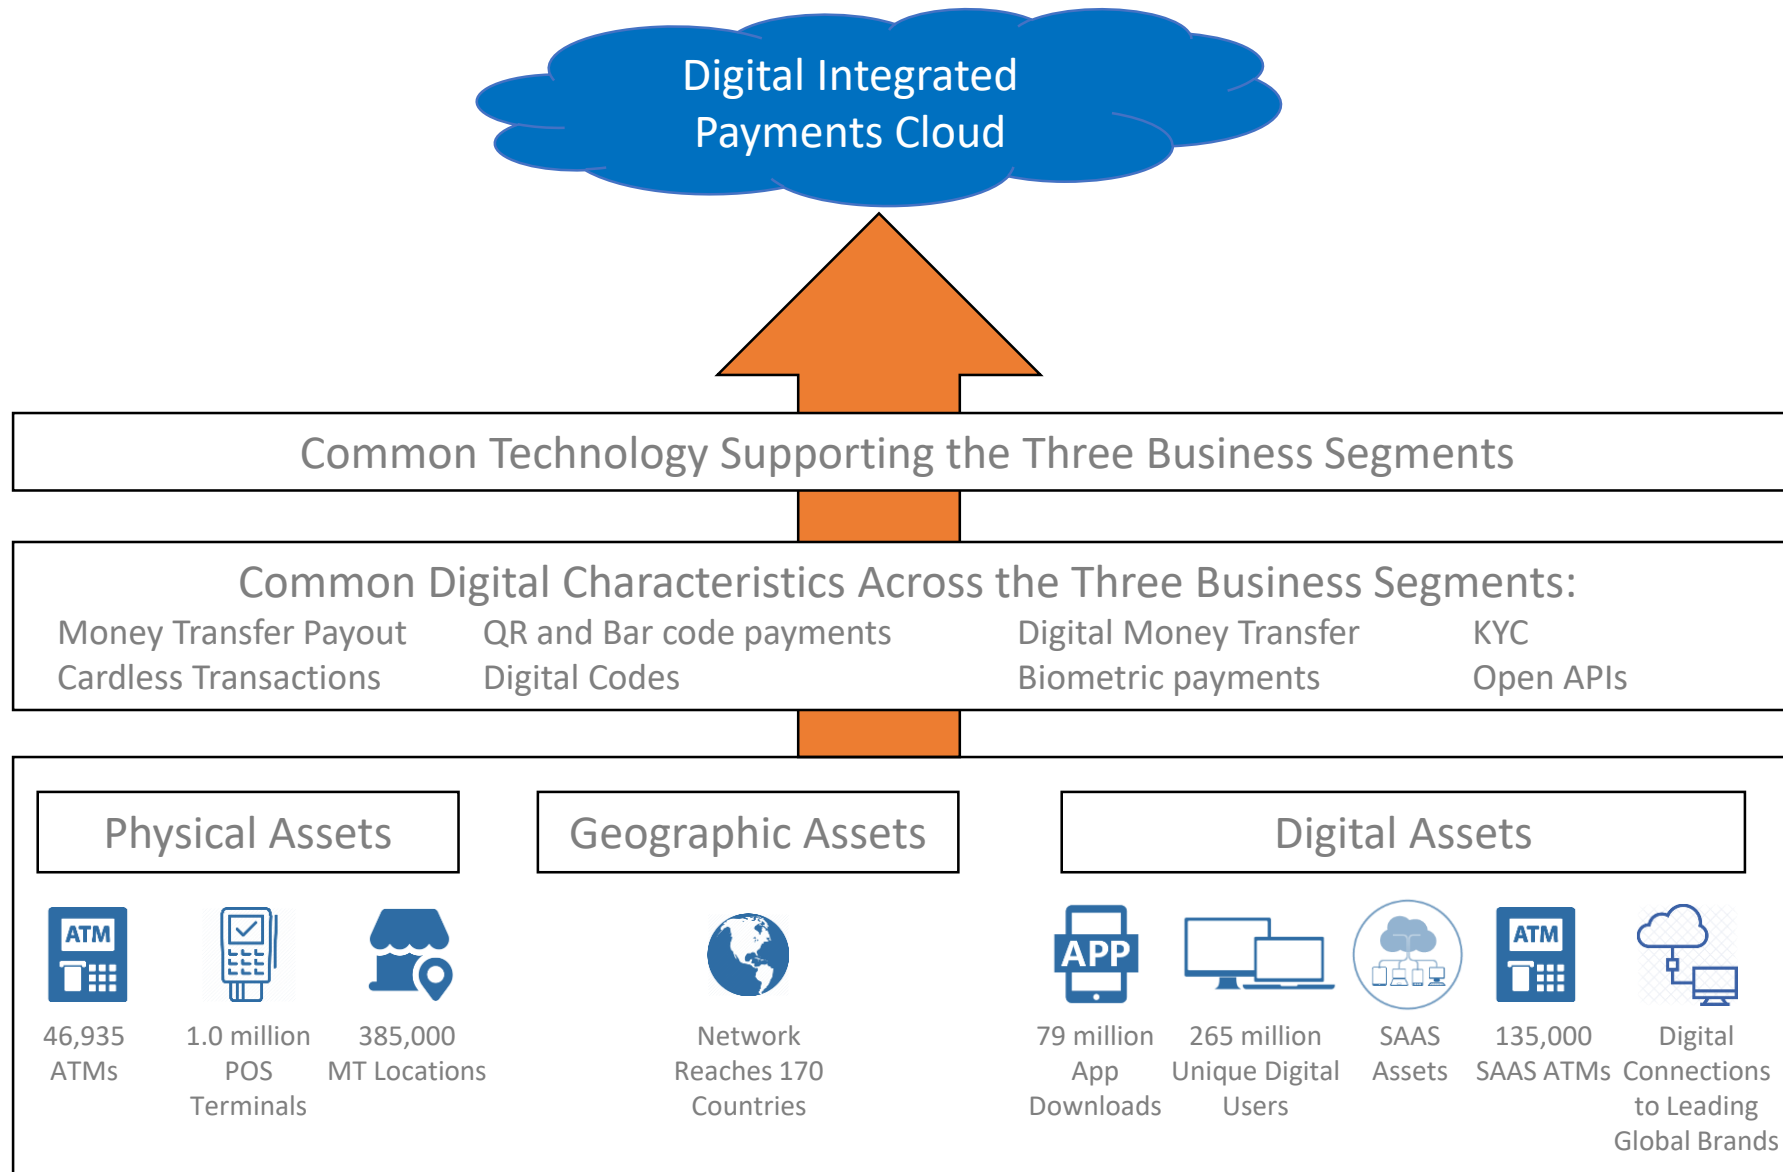 Digital Integrated
Payments Cloud
Common Technology Supporting the Three Business Segments
Common Digital Characteristics Across the Three Business Segments:
Money Transfer Payout QR and Bar code payments Digital Money Transfer KYC
Cardless Transactions Digital Codes Biometric payments Open APIs
Physical Assets
Geographic Assets
Digital Assets
ATM
46,935
ATMs
1.0 million
POS
Terminals
385,000
MT Locations
Network
Reaches 170
Countries
APP
79 million
App
Downloads
265 million
Unique Digital
Users
SAAS
Assets
ATM
135,000
SAAS ATMs
Digital
Connections
to Leading
Global Brands